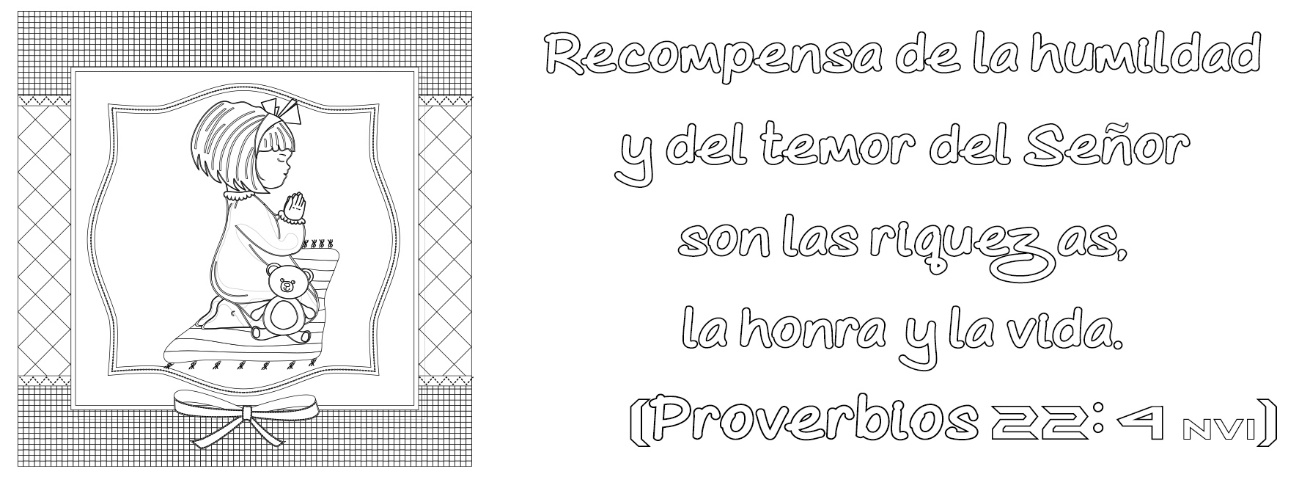 Recompensa de la humildad
y del temor del Señor
son las riquezas,
la honra y la vida.
(Proverbios 22: 4 NVI)